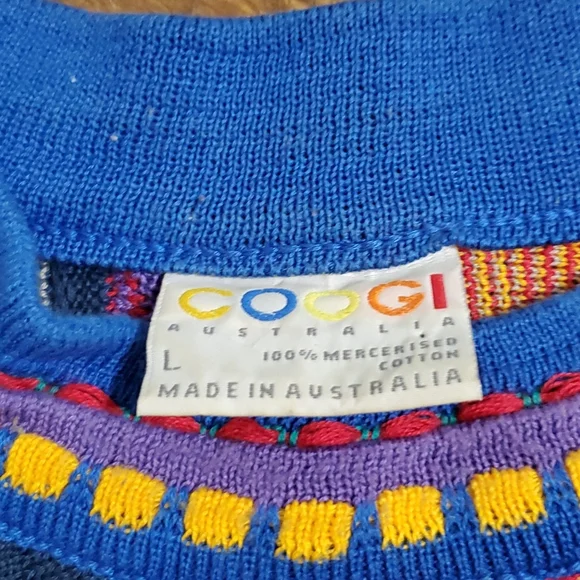 COOGI
AUSTRALIA
L 100% MERCERISED
COTTON
MADE IN AUSTRALIA